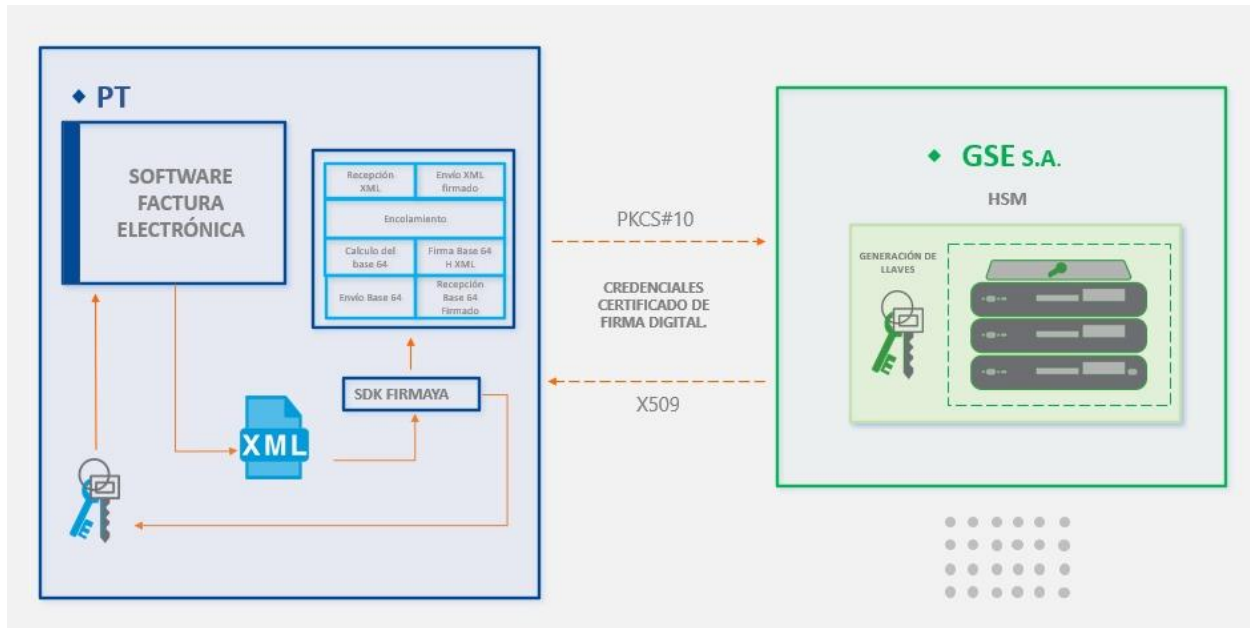 PT
SOFTWARE
FACTURA
ELECTRÓNICA
Recepción
XML
Envío XML
firmado
Encolamiento
Calculo del
base 64
Firma Base 64
H XML
Envío Base 64
Recepción
Base 64
Firmado
SDK FIRMAYA
XML
PKCS#10
CREDENCIALES
CERTIFICADO DE
FIRMA DIGITAL.
X509
GSE S.A.
HSM
GENERACIÓN DE
LLAVES